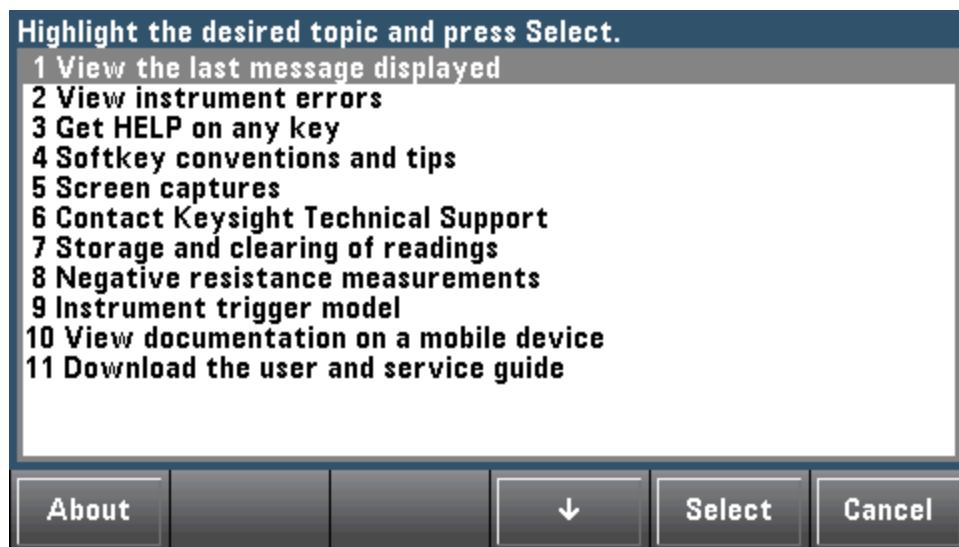 Highlight the desired topic and press Select.
1 View the last message displayed
2 View instrument errors
3 Get HELP on any key
4 Softkey conventions and tips
5 Screen captures
6 Contact Keysight Technical Support
7 Storage and clearing of readings
8 Negative resistance measurements
9 Instrument trigger model
10 View documentation on a mobile device
11 Download the user and service guide
About ↓ Select Cancel